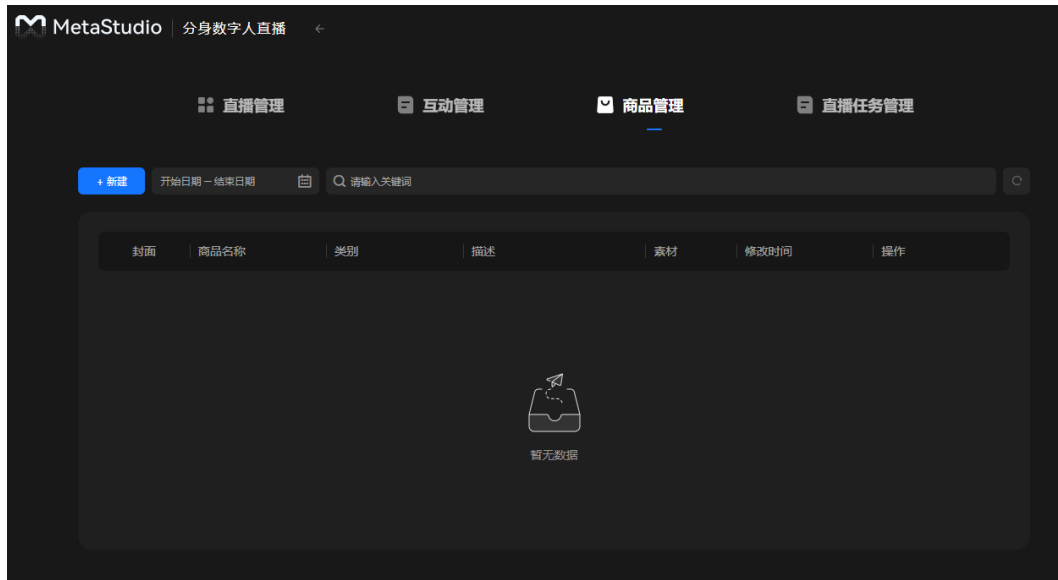 MetaStudio 分身数字人直播
直播管理 互动管理 商品管理 直播任务管理
+ 新建 开始日期 – 结束日期 请输入关键词
封面 商品名称 类别 描述 素材 修改时间 操作
暂无数据